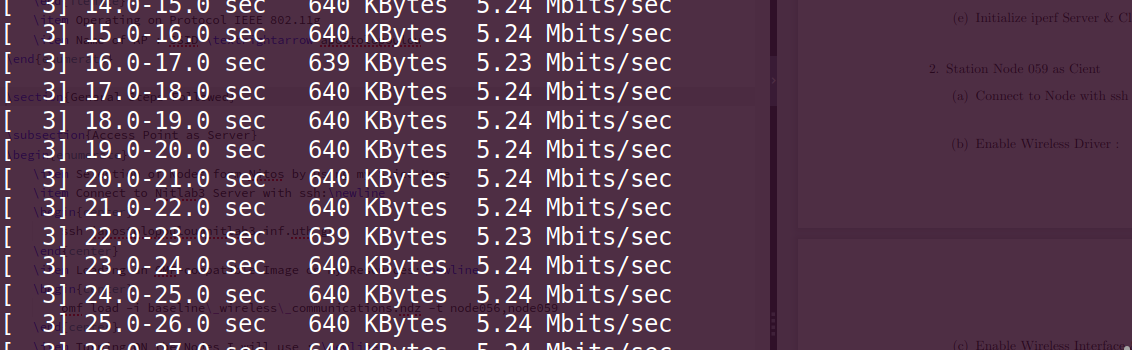 [  3] 14.0-15.0 sec   640 KBytes  5.24 Mbits/sec
[  3] 15.0-16.0 sec   640 KBytes  5.24 Mbits/sec
[  3] 16.0-17.0 sec   639 KBytes  5.23 Mbits/sec
[  3] 17.0-18.0 sec   640 KBytes  5.24 Mbits/sec
[  3] 18.0-19.0 sec   640 KBytes  5.24 Mbits/sec
[  3] 19.0-20.0 sec   640 KBytes  5.24 Mbits/sec
[  3] 20.0-21.0 sec   640 KBytes  5.24 Mbits/sec
[  3] 21.0-22.0 sec   640 KBytes  5.24 Mbits/sec
[  3] 22.0-23.0 sec   639 KBytes  5.23 Mbits/sec
[  3] 23.0-24.0 sec   640 KBytes  5.24 Mbits/sec
[  3] 24.0-25.0 sec   640 KBytes  5.24 Mbits/sec
[  3] 25.0-26.0 sec   640 KBytes  5.24 Mbits/sec
[  3] 26.0-27.0 sec   640 KBytes  5.24 Mbits/sec
\item Operating on Protocol IEEE 802.11g
\subsection{Access Point as Server}
\item Connect to Nitlab3 Server with ssh:\newline
omf load -i baseline\_wireless\_communications.ndz -t node056,node059
(e) Initialize iperf Server & Cl
2. Station Node 059 as Cient
(a) Connect to Node with ssh
(b) Enable Wireless Driver :
(c) Enable Wireless Interface